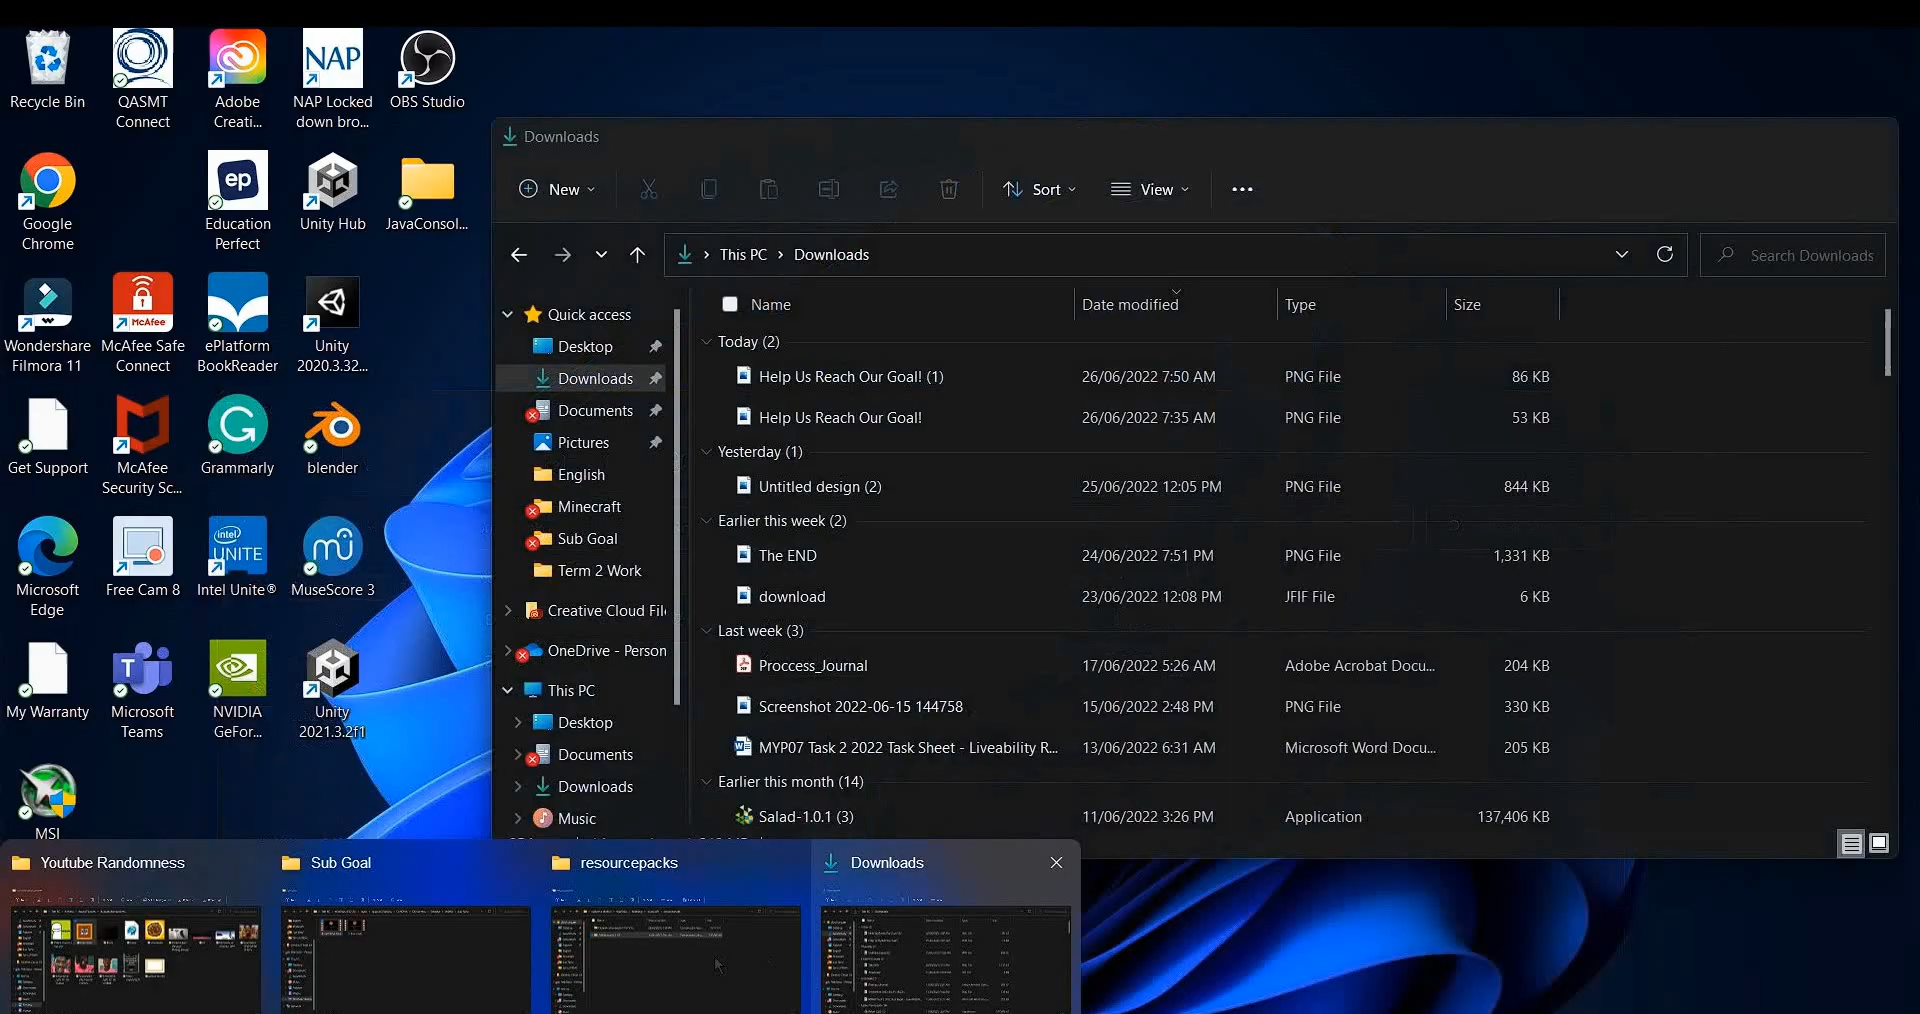 Recycle Bin
QASMT
Connect
Adobe
Creati...
NAP
NAP Locked
down bro...
OBS Studio
Google
Chrome
ep
Education
Perfect
Unity Hub
JavaConsol...
Wondershare
Filmora 11
McAfee
McAfee Safe
Connect
ePlatform
BookReader
Unity
2020.3.32...
Get Support
McAfee
Security Sc...
Grammarly
blender
Microsoft
Edge
Free Cam 8
intel
UNITE
Intel Unite®
MuseScore 3
My Warranty
Microsoft
Teams
NVIDIA
GeFor...
Unity
2021.3.2f1
MSI
Downloads
New
Sort
View
This PC > Downloads
Search Downloads
Quick access
Desktop
Downloads
Documents
Pictures
English
Minecraft
Sub Goal
Term 2 Work
Creative Cloud File
OneDrive - Person
This PC
Desktop
Documents
Downloads
Music
Name Date modified Type Size
Today (2)
Help Us Reach Our Goal! (1) 26/06/2022 7:50 AM PNG File 86 KB
Help Us Reach Our Goal! 26/06/2022 7:35 AM PNG File 53 KB
Yesterday (1)
Untitled design (2) 25/06/2022 12:05 PM PNG File 844 KB
Earlier this week (2)
The END 24/06/2022 7:51 PM PNG File 1,331 KB
download 23/06/2022 12:08 PM JFIF File 6 KB
Last week (3)
Proccess_Journal 17/06/2022 5:26 AM Adobe Acrobat Docu... 204 KB
Screenshot 2022-06-15 144758 15/06/2022 2:48 PM PNG File 330 KB
MYP07 Task 2 2022 Task Sheet - Liveability R... 13/06/2022 6:31 AM Microsoft Word Docu... 205 KB
Earlier this month (14)
Salad-1.0.1 (3) 11/06/2022 3:26 PM Application 137,406 KB
Youtube Randomness
Sub Goal
resourcepacks
Downloads